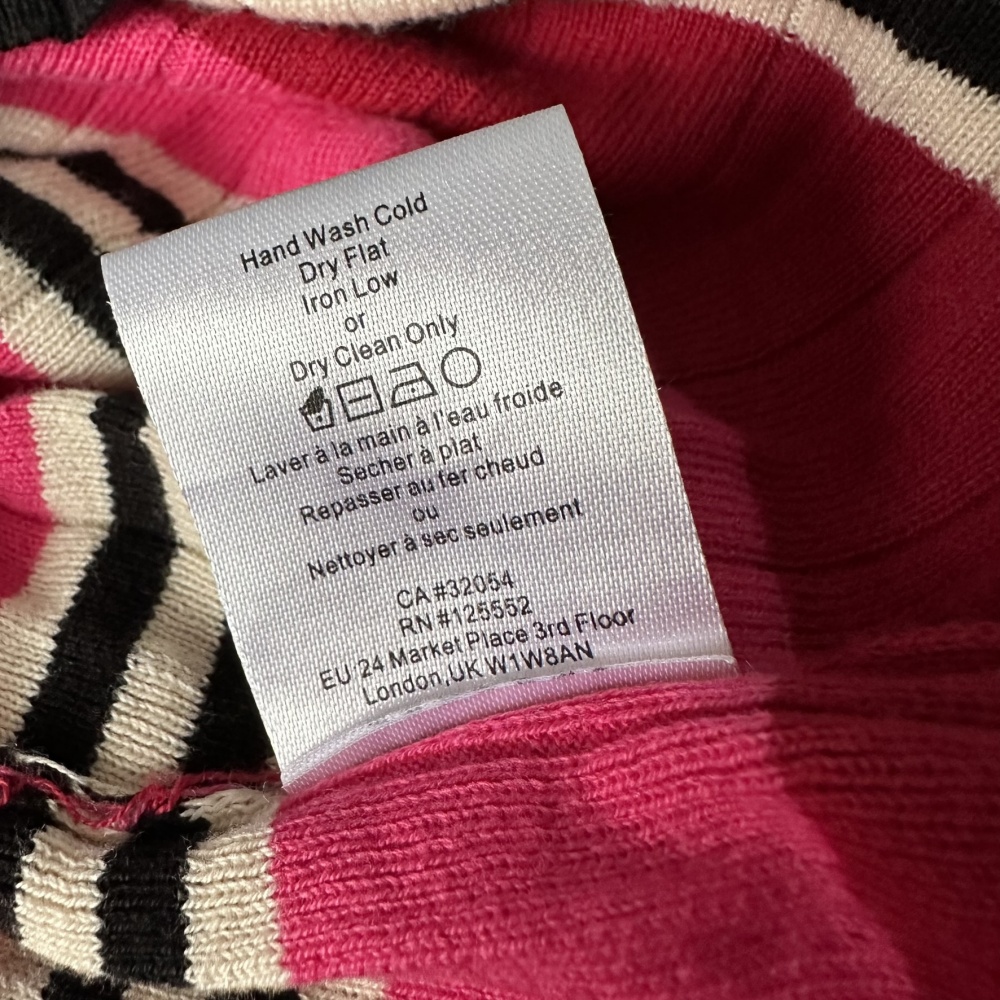 Hand Wash Cold
Dry Flat
Iron Low
or
Dry Clean Only
Laver à la main à l'eau froide
Secher à plat
Repasser au fer cheud
ou
Nettoyer à sec seulement
CA #32054
RN #125552
EU 24 Market Place 3rd Floor
London, UK W1W8AN